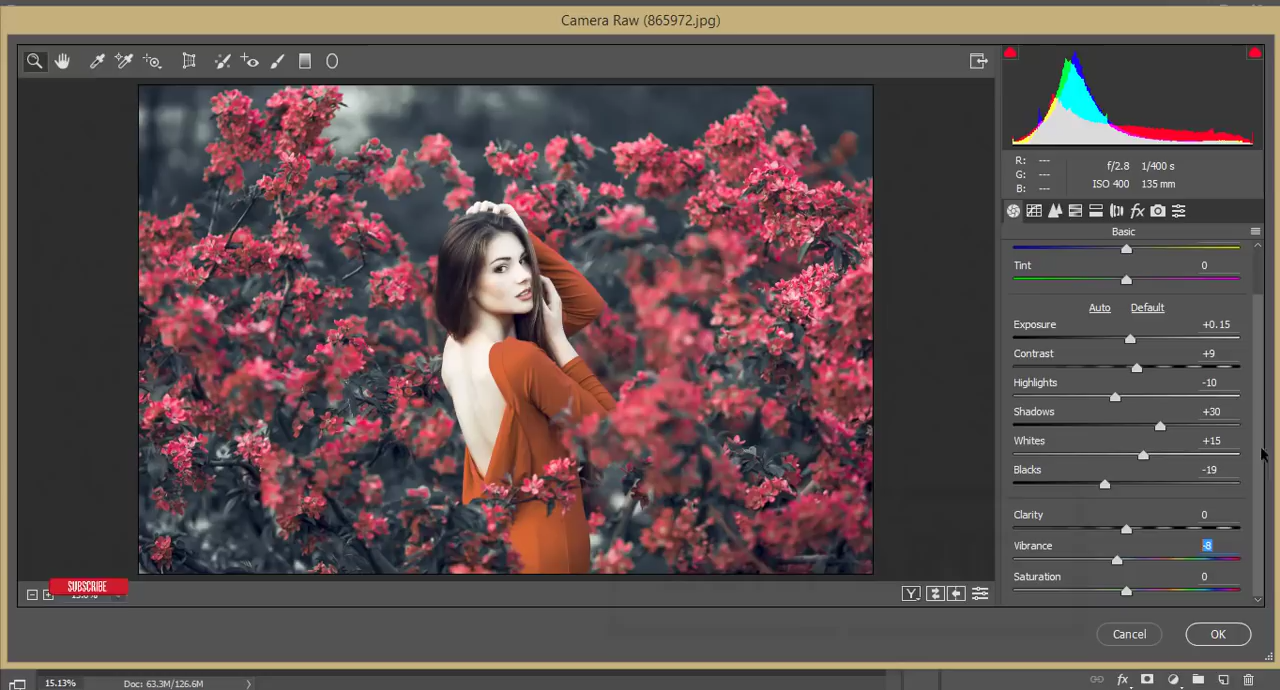 Camera Raw (865972.jpg)
R: ---
G: ---
B: ---
f/2.8 1/400 s
ISO 400 135 mm
Basic
Tint 0
Auto Default
Exposure +0.15
Contrast +9
Highlights -10
Shadows +30
Whites +15
Blacks -19
Clarity 0
Vibrance -8
Saturation 0
SUBSCRIBE
Y
Cancel OK
15.13% Doc: 63.3M/126.6M
fx